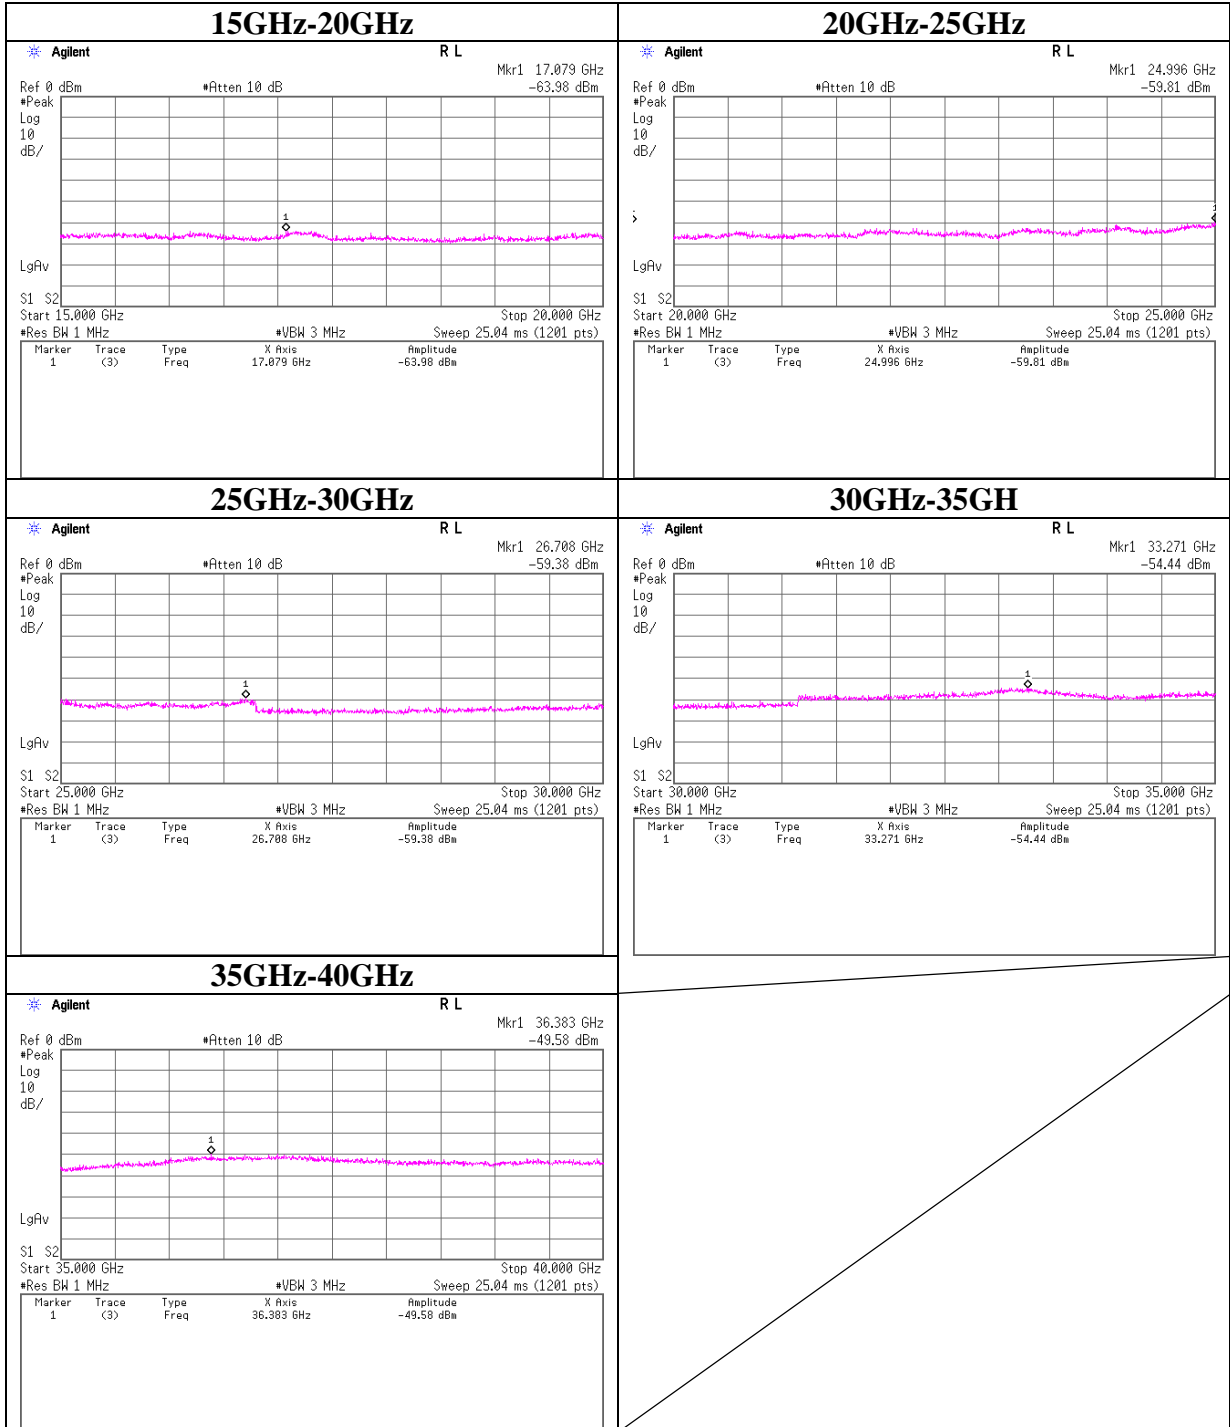 15GHz-20GHz
Agilent R L
Mkr1 17.079 GHz
Ref 0 dBm #Atten 10 dB -63.98 dBm
#Peak
Log
10
dB/
1
LgAv
S1 S2
Start 15.000 GHz Stop 20.000 GHz
#Res BW 1 MHz #VBW 3 MHz Sweep 25.04 ms (1201 pts)
Marker Trace Type X Axis Amplitude
1 (3) Freq 17.079 GHz -63.98 dBm
20GHz-25GHz
Agilent R L
Mkr1 24.996 GHz
Ref 0 dBm #Atten 10 dB -59.81 dBm
#Peak
Log
10
dB/
1
LgAv
S1 S2
Start 20.000 GHz Stop 25.000 GHz
#Res BW 1 MHz #VBW 3 MHz Sweep 25.04 ms (1201 pts)
Marker Trace Type X Axis Amplitude
1 (3) Freq 24.996 GHz -59.81 dBm
25GHz-30GHz
Agilent R L
Mkr1 26.708 GHz
Ref 0 dBm #Atten 10 dB -59.38 dBm
#Peak
Log
10
dB/
1
LgAv
S1 S2
Start 25.000 GHz Stop 30.000 GHz
#Res BW 1 MHz #VBW 3 MHz Sweep 25.04 ms (1201 pts)
Marker Trace Type X Axis Amplitude
1 (3) Freq 26.708 GHz -59.38 dBm
30GHz-35GH
Agilent R L
Mkr1 33.271 GHz
Ref 0 dBm #Atten 10 dB -54.44 dBm
#Peak
Log
10
dB/
1
LgAv
S1 S2
Start 30.000 GHz Stop 35.000 GHz
#Res BW 1 MHz #VBW 3 MHz Sweep 25.04 ms (1201 pts)
Marker Trace Type X Axis Amplitude
1 (3) Freq 33.271 GHz -54.44 dBm
35GHz-40GHz
Agilent R L
Mkr1 36.383 GHz
Ref 0 dBm #Atten 10 dB -49.58 dBm
#Peak
Log
10
dB/
1
LgAv
S1 S2
Start 35.000 GHz Stop 40.000 GHz
#Res BW 1 MHz #VBW 3 MHz Sweep 25.04 ms (1201 pts)
Marker Trace Type X Axis Amplitude
1 (3) Freq 36.383 GHz -49.58 dBm